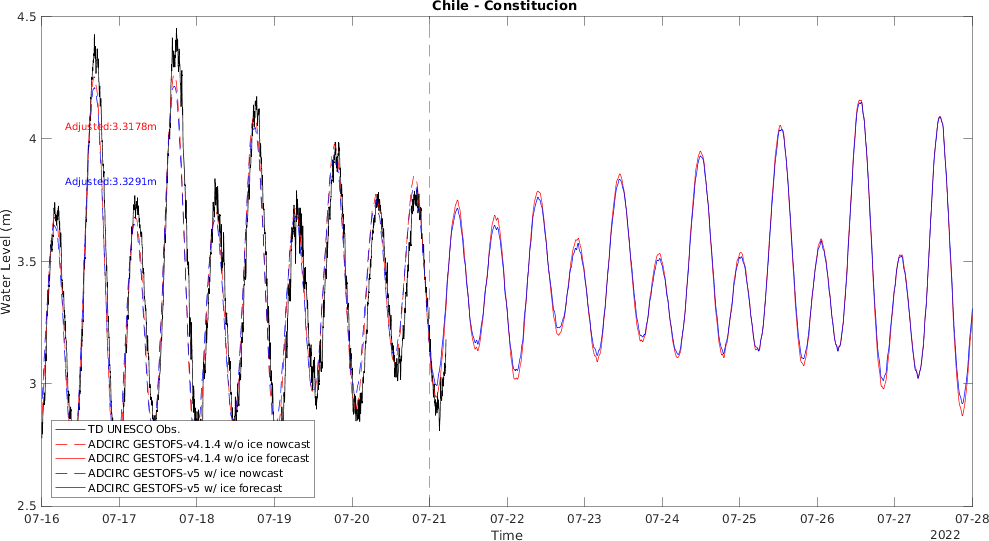 Chile - Constitucion
4.5
4
3.5
3
2.5
Water Level (m)
Adjusted:3.3178m
Adjusted:3.3291m
TD UNESCO Obs.
ADCIRC GESTOFS-v4.1.4 w/o ice nowcast
ADCIRC GESTOFS-v4.1.4 w/o ice forecast
ADCIRC GESTOFS-v5 w/ ice nowcast
ADCIRC GESTOFS-v5 w/ ice forecast
07-16 07-17 07-18 07-19 07-20 07-21 07-22 07-23 07-24 07-25 07-26 07-27 07-28
Time
2022